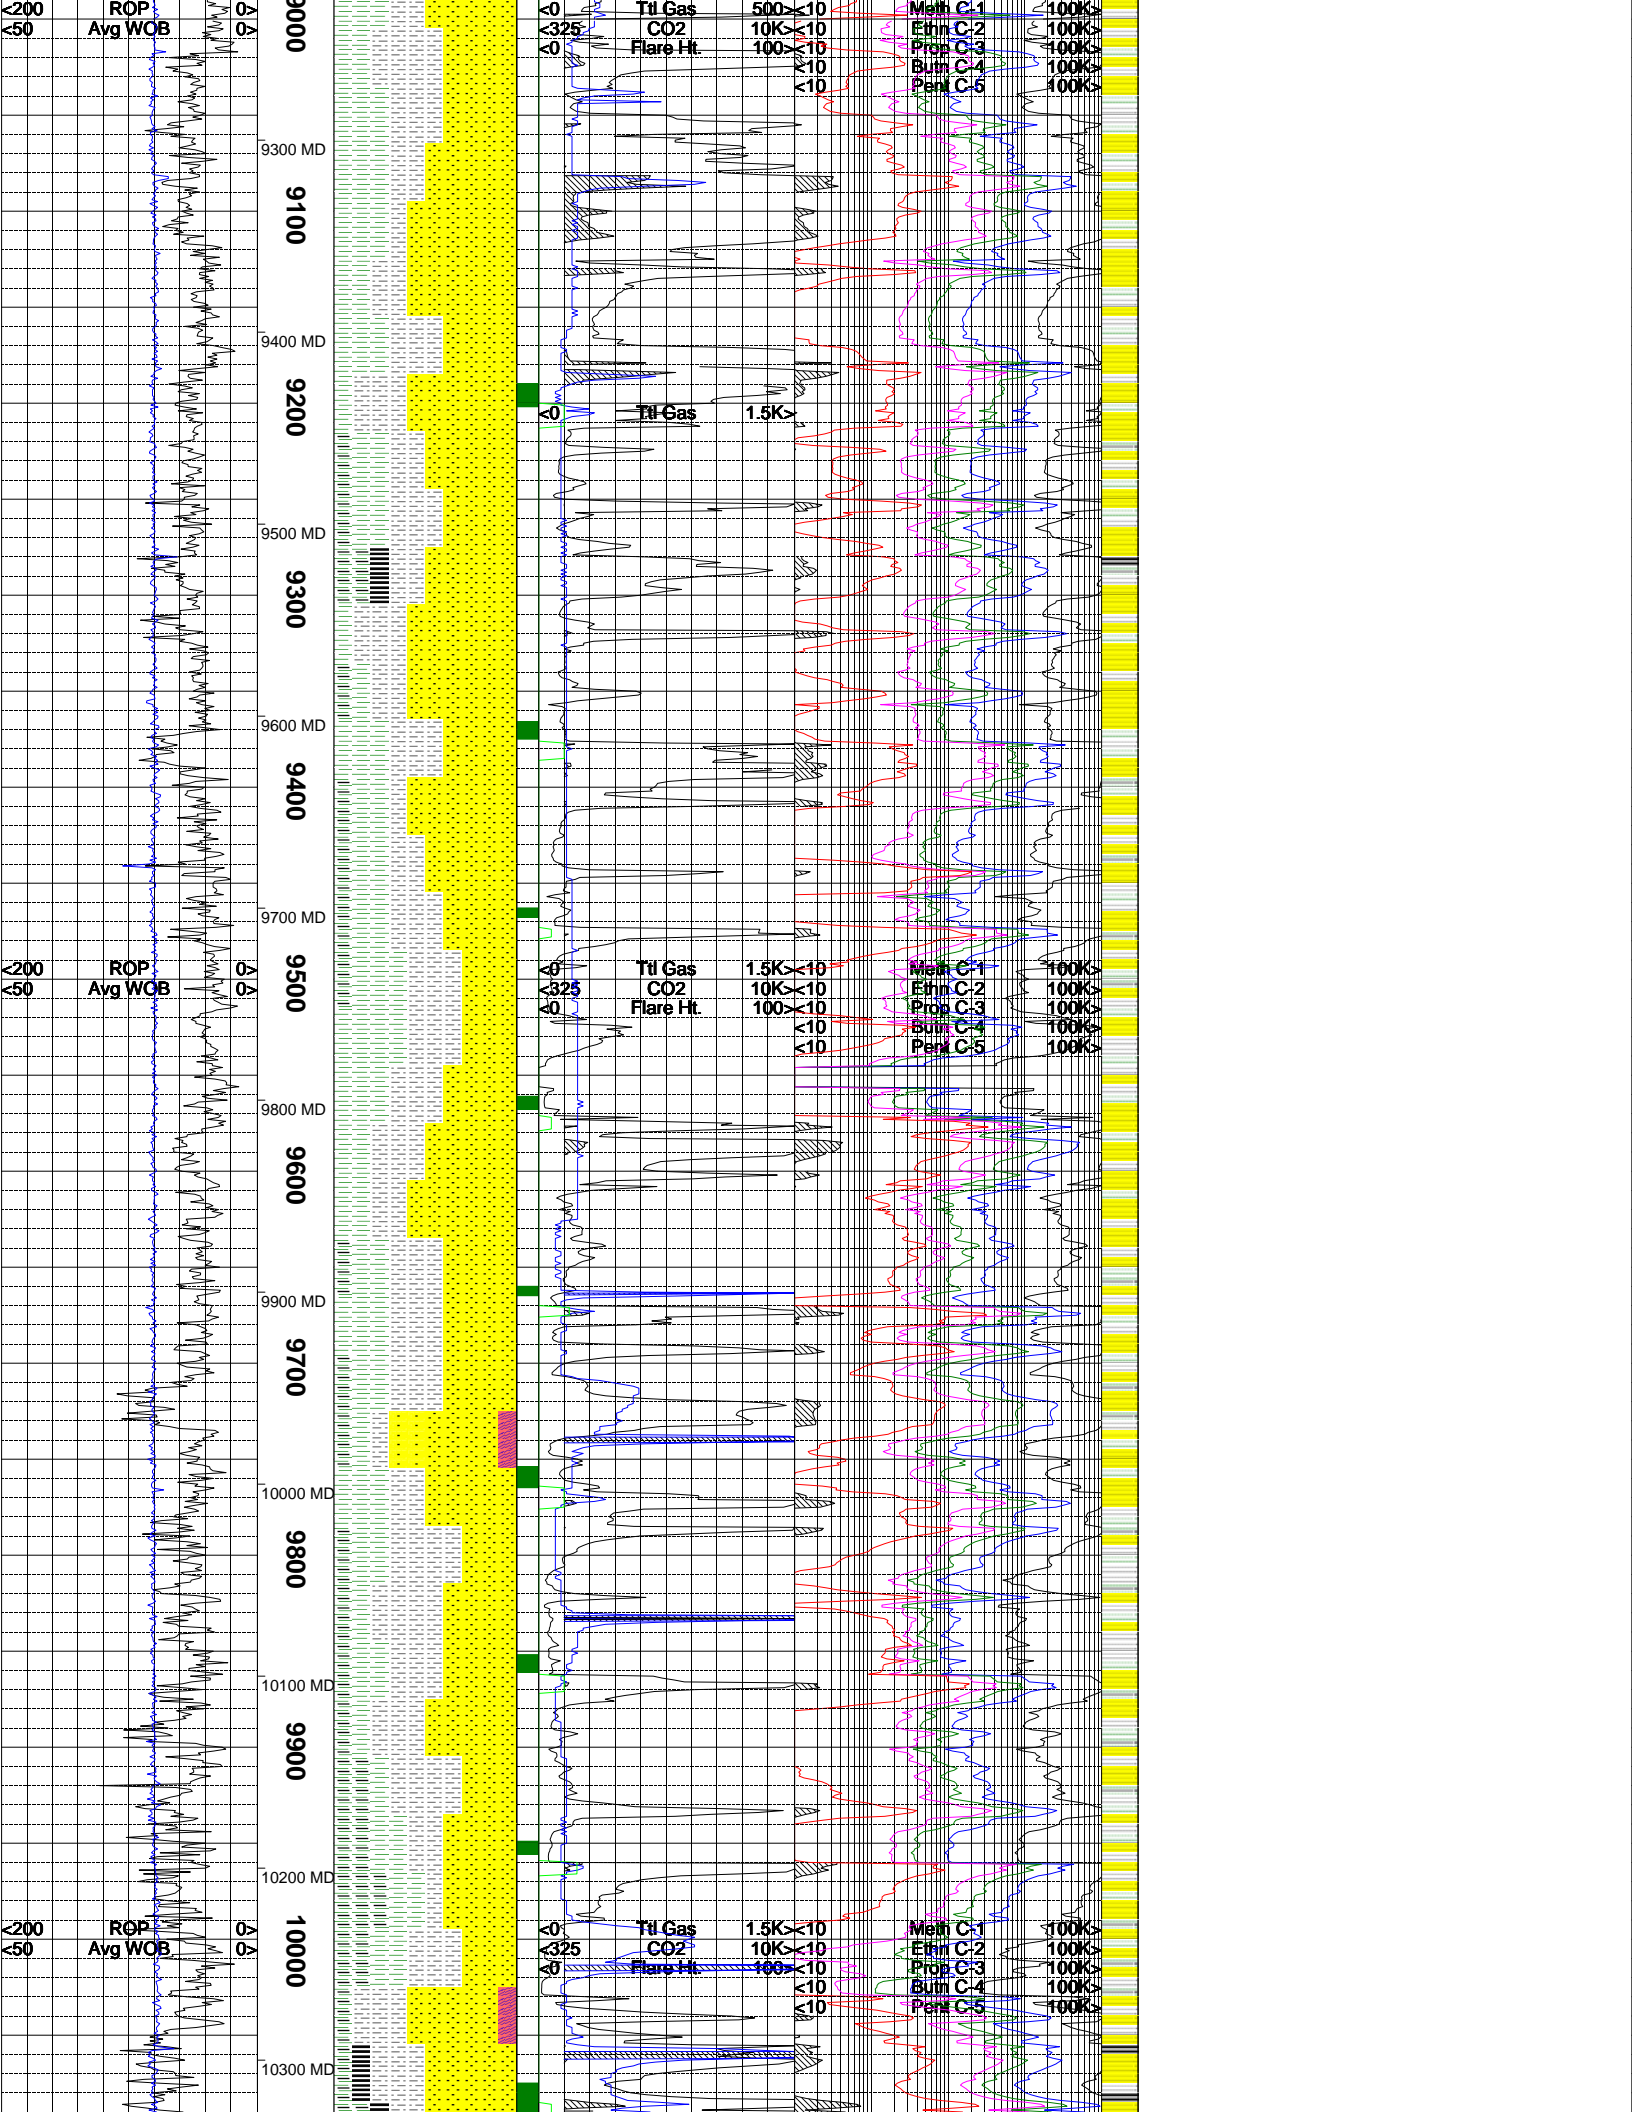 <200 ROP 0> <0 Ttl Gas 500> <10 Meth C-1 100K>
<50 Avg WOB 0> <325 CO2 10K> <10 Ethn C-2 100K>
9000
<0 Flare Ht. 100> <10 Prop C-3 100K>
<10 Butn C-4 100K>
<10 Pent C-5 100K>
9300 MD
9100
9400 MD
9200
<0 Ttl Gas 1.5K>
9500 MD
9300
9600 MD
9400
9700 MD
<200 ROP 0> <0 Ttl Gas 1.5K> <10 Meth C-1 100K>
9500
<50 Avg WOB 0> <325 CO2 10K> <10 Ethn C-2 100K>
<0 Flare Ht. 100> <10 Prop C-3 100K>
<10 Butn C-4 100K>
<10 Pent C-5 100K>
9800 MD
9600
9900 MD
9700
10000 MD
9800
10100 MD
9900
10200 MD
<200 ROP 0> <0 Ttl Gas 1.5K> <10 Meth C-1 100K>
10000
<50 Avg WOB 0> <325 CO2 10K> <10 Ethn C-2 100K>
<0 Flare Ht. 100> <10 Prop C-3 100K>
<10 Butn C-4 100K>
<10 Pent C-5 100K>
10300 MD